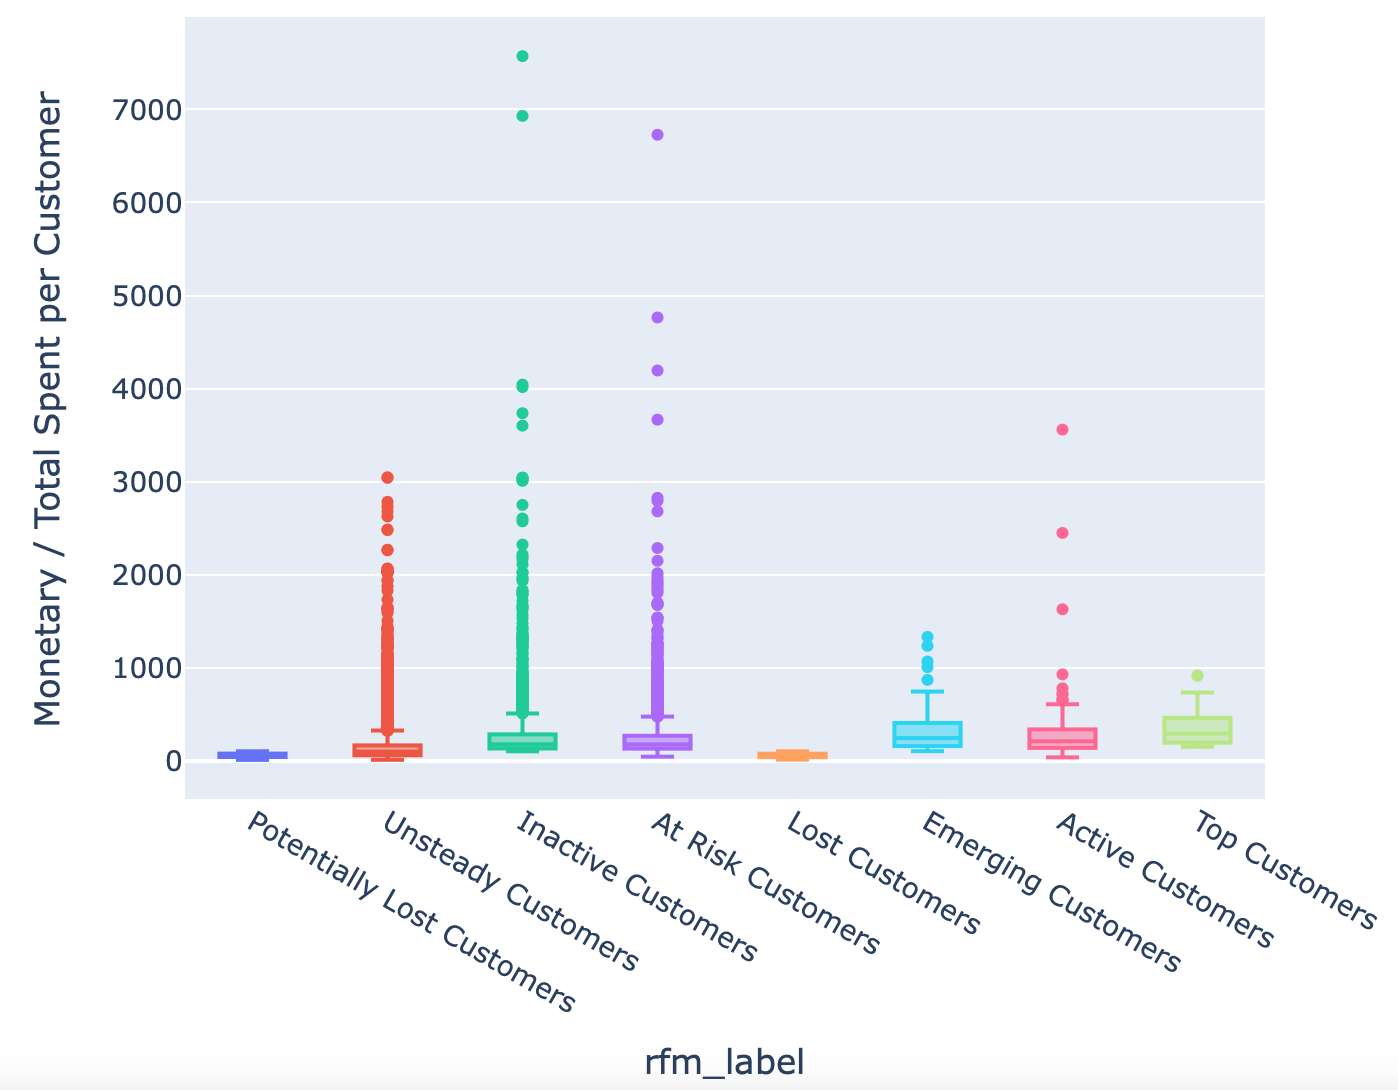 Monetary / Total Spent per Customer
7000
6000
5000
4000
3000
2000
1000
0
Potentially Lost Customers
Unsteady Customers
Inactive Customers
At Risk Customers
Lost Customers
Emerging Customers
Active Customers
Top Customers
rfm_label